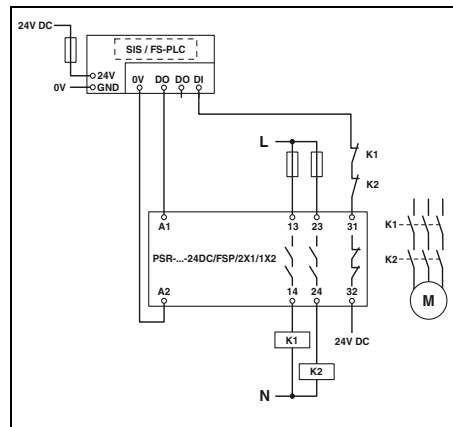 24V DC
SIS / FS-PLC
24V
0V GND
0V DO DO DI
L
K1
K2
A1 13 23 31
PSR-...-24DC/FSP/2X1/1X2
A2 14 24 32
K1
K2
M
K1
24V DC
K2
N